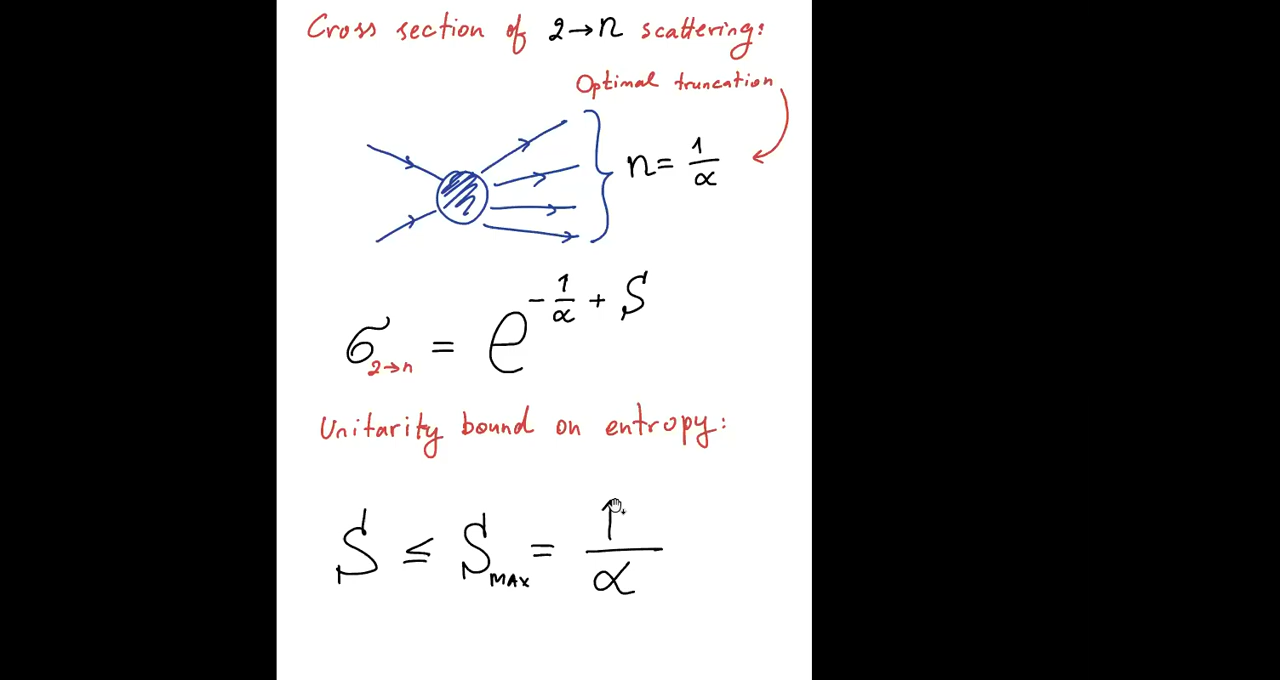 Cross section of 2→n scattering:
Optimal truncation
n = 1/α
σ2→n = e^(-1/α + S)
Unitarity bound on entropy:
S ≤ SMAX = 1/α